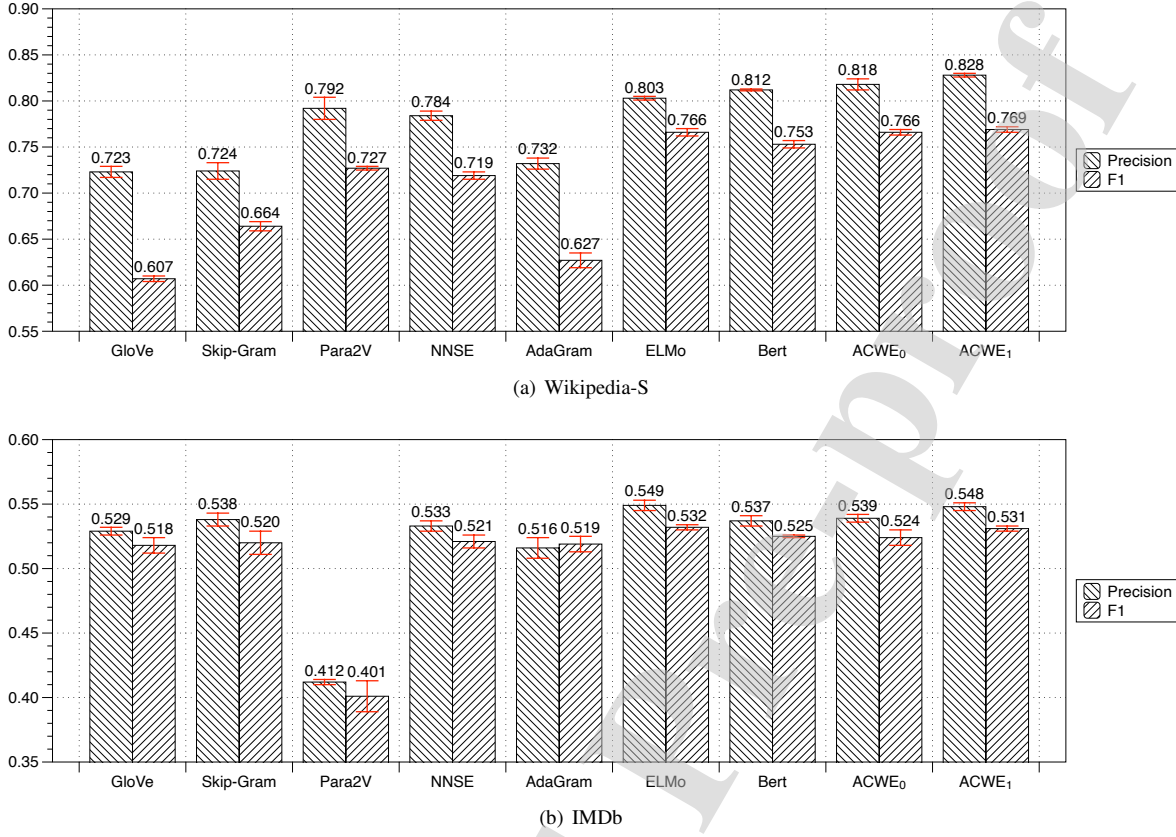 0.90
0.85
0.80
0.75
0.70
0.65
0.60
0.55
0.723 0.607 0.724 0.664 0.792 0.727 0.784 0.719 0.732 0.627 0.803 0.766 0.812 0.753 0.818 0.766 0.828 0.769
GloVe Skip-Gram Para2V NNSE AdaGram ELMo Bert ACWE₀ ACWE₁
Precision
F1
(a) Wikipedia-S
0.60
0.55
0.50
0.45
0.40
0.35
0.529 0.518 0.538 0.520 0.412 0.401 0.533 0.521 0.516 0.519 0.549 0.532 0.537 0.525 0.539 0.524 0.548 0.531
GloVe Skip-Gram Para2V NNSE AdaGram ELMo Bert ACWE₀ ACWE₁
Precision
F1
(b) IMDb
Pre-proof